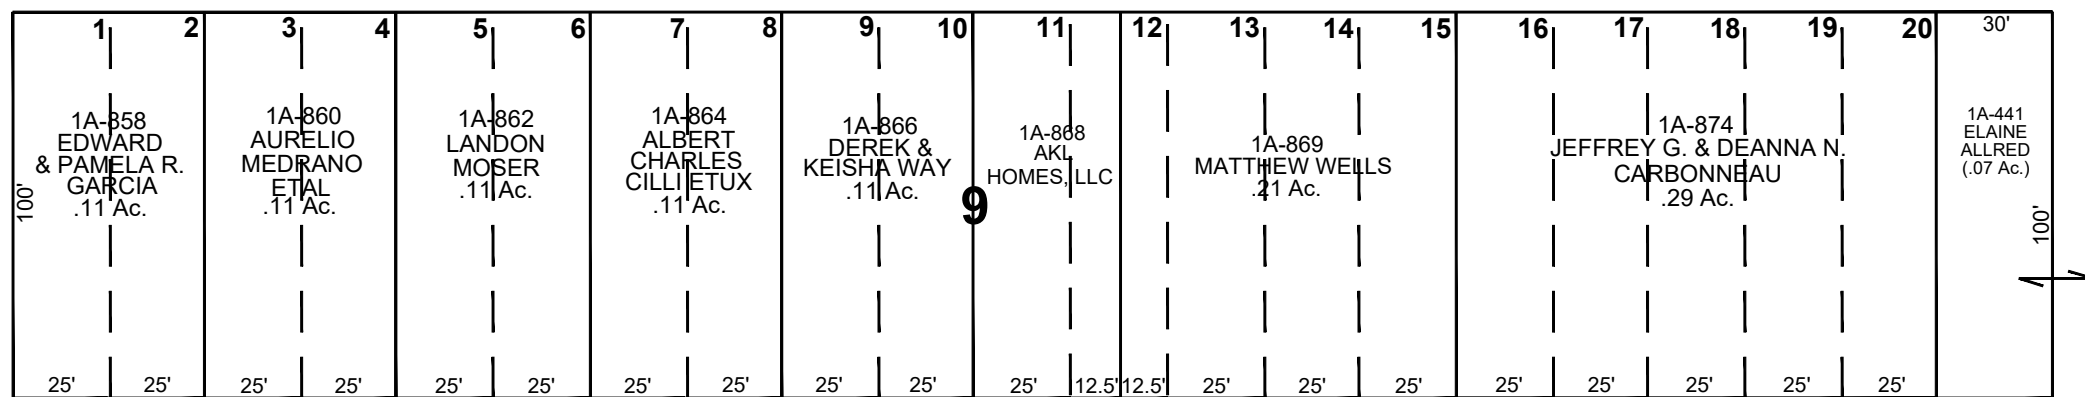 1 2 3 4 5 6 7 8 9 10 11 12 13 14 15 16 17 18 19 20 30'
1A-858
EDWARD
& PAMELA R.
GARCIA
.11 Ac.
100'
1A-860
AURELIO
MEDRANO
ETAL
.11 Ac.
1A-862
LANDON
MOSER
.11 Ac.
1A-864
ALBERT
CHARLES
CILLI ETUX
.11 Ac.
1A-866
DEREK &
KEISHA WAY
.11 Ac.
9
1A-868
AKL
HOMES, LLC
1A-869
MATTHEW WELLS
.21 Ac.
1A-874
JEFFREY G. & DEANNA N.
CARBONNEAU
.29 Ac.
1A-441
ELAINE
ALLRED
(.07 Ac.)
100'
25' 25' 25' 25' 25' 25' 25' 25' 25' 25' 25' 12.5' 12.5' 25' 25' 25' 25' 25' 25' 25' 25'